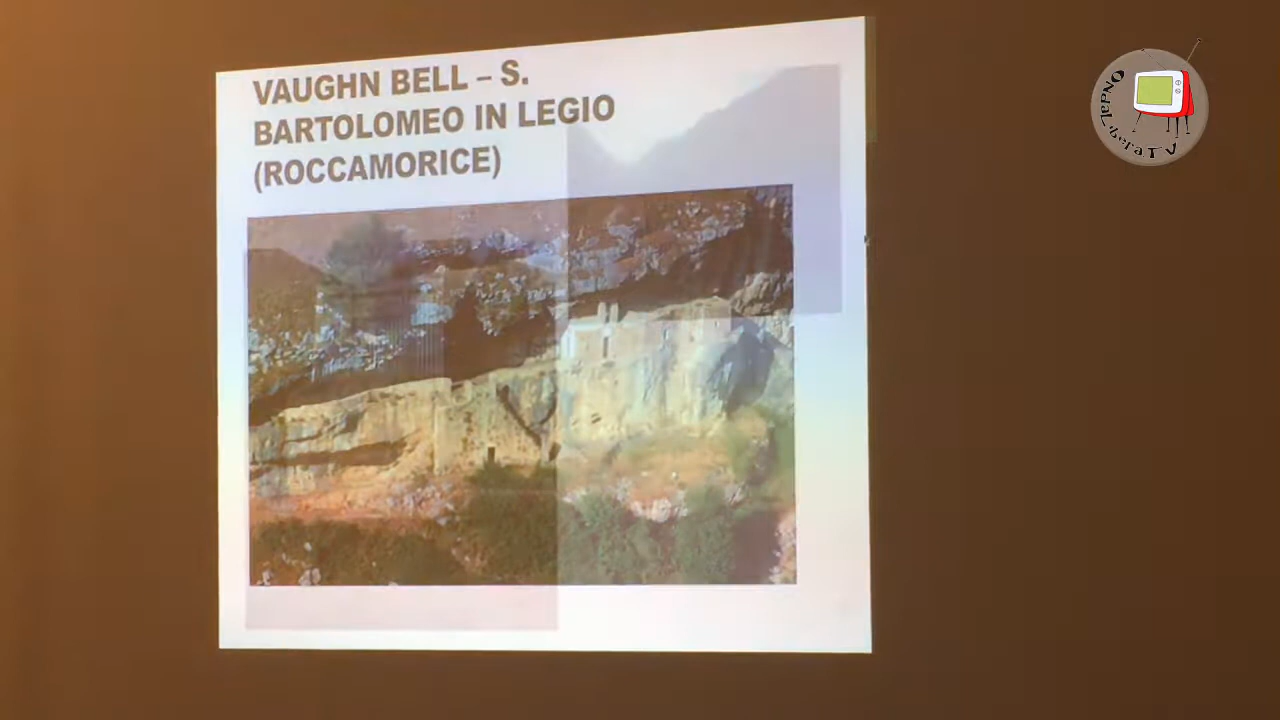 VAUGHN BELL – S.
BARTOLOMEO IN LEGIO
(ROCCAMORICE)
OndaLiberaTV